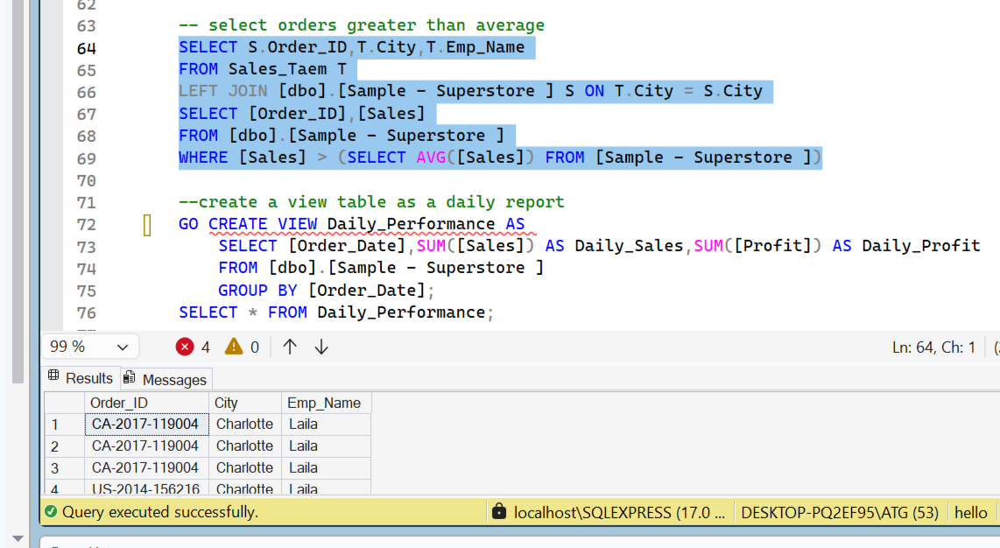 62
63 -- select orders greater than average
64 SELECT S.Order_ID,T.City,T.Emp_Name
65 FROM Sales_Taem T
66 LEFT JOIN [dbo].[Sample - Superstore ] S ON T.City = S.City
67 SELECT [Order_ID],[Sales]
68 FROM [dbo].[Sample - Superstore ]
69 WHERE [Sales] > (SELECT AVG([Sales]) FROM [Sample - Superstore ])
70
71 --create a view table as a daily report
72 GO CREATE VIEW Daily_Performance AS
73 SELECT [Order_Date],SUM([Sales]) AS Daily_Sales,SUM([Profit]) AS Daily_Profit
74 FROM [dbo].[Sample - Superstore ]
75 GROUP BY [Order_Date];
76 SELECT * FROM Daily_Performance;
99 % 4 0 Ln: 64, Ch: 1
Results Messages
Order_ID City Emp_Name
1 CA-2017-119004 Charlotte Laila
2 CA-2017-119004 Charlotte Laila
3 CA-2017-119004 Charlotte Laila
4 US-2014-156216 Charlotte Laila
Query executed successfully. localhost\SQLEXPRESS (17.0 ... DESKTOP-PQ2EF95\ATG (53) hello